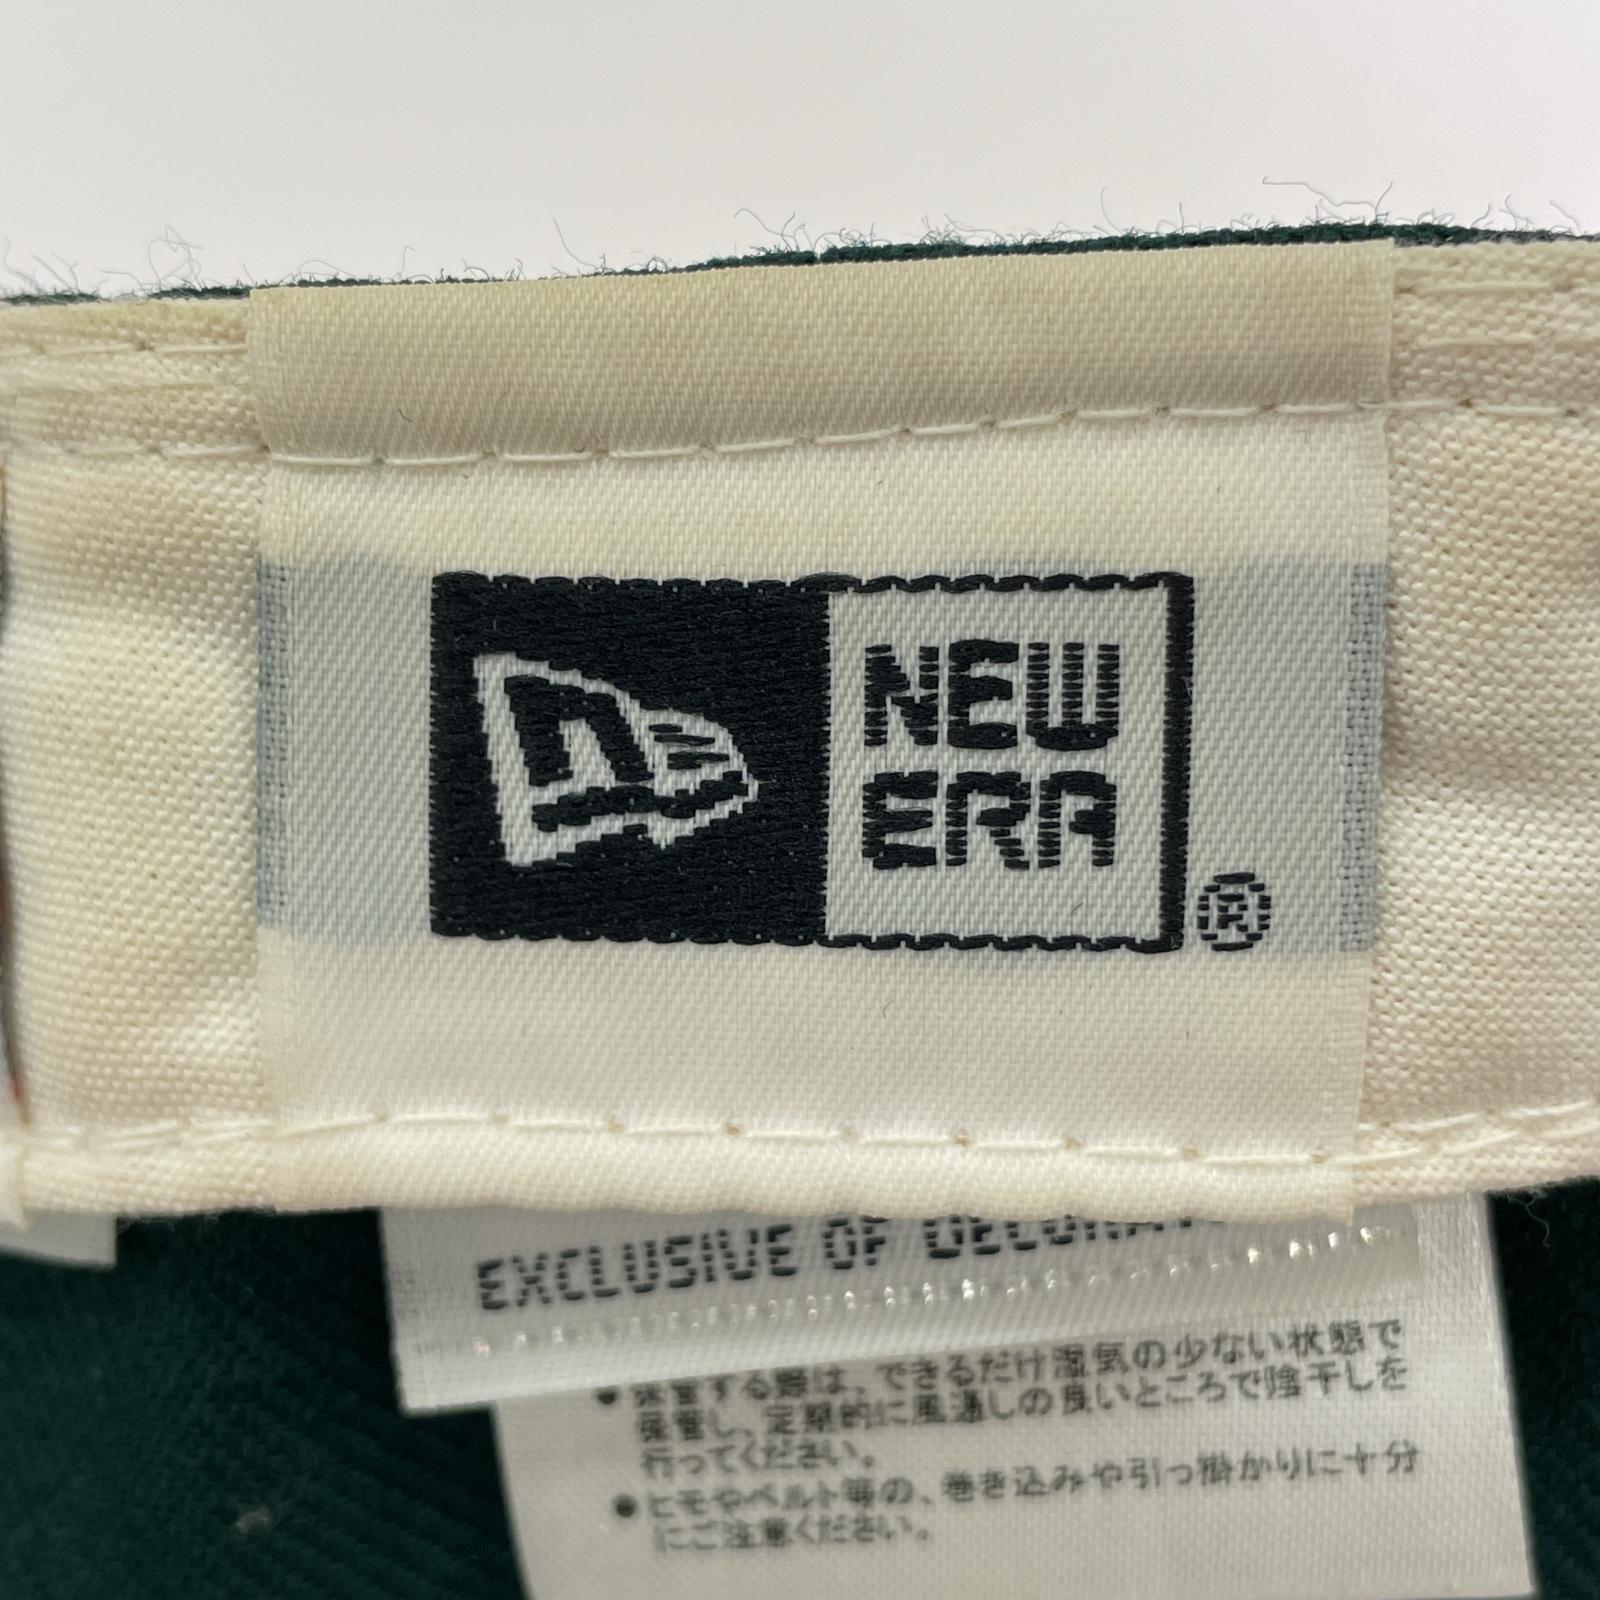 NEW
ERA
®
EXCLUSIVE OF
● 保管する際は、できるだけ湿気の少ない状態で
保管し、定期的に風通しの良いところで陰干しを
行ってください。
● ヒモやベルト等の、巻き込みや引っ掛かりに十分
にご注意ください。